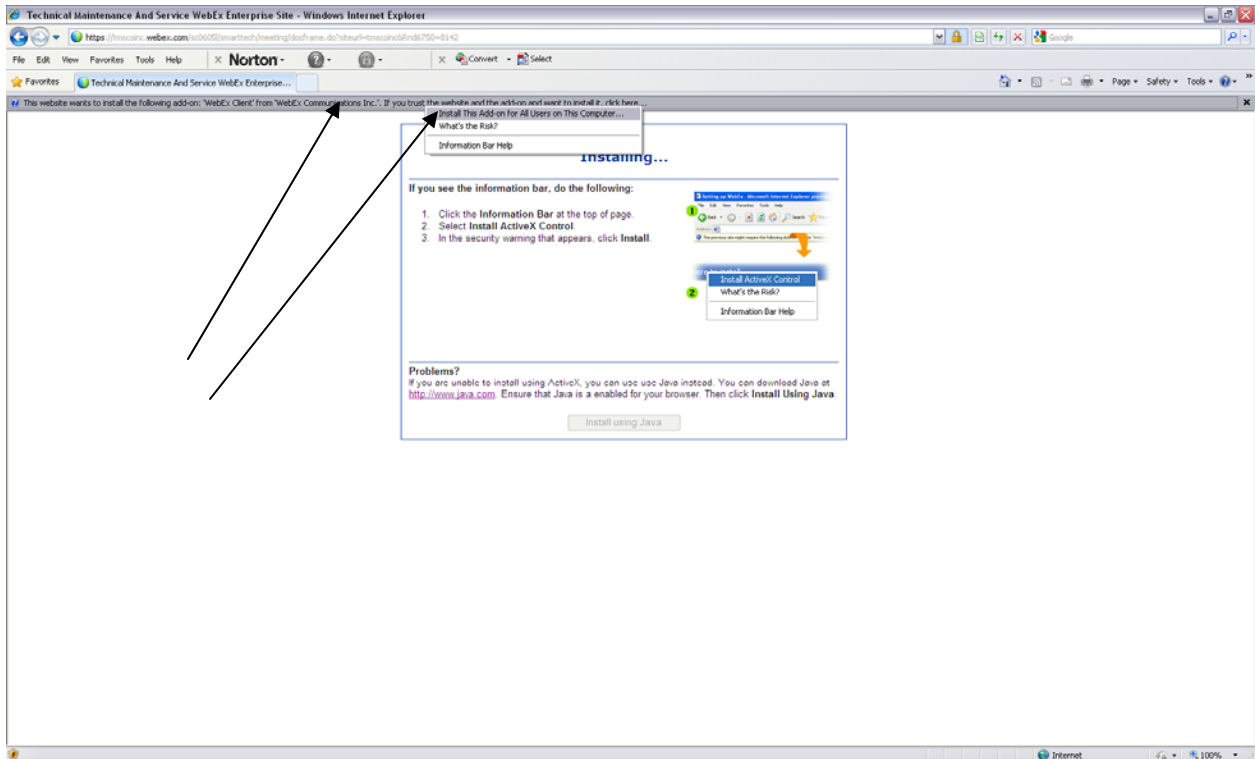 Technical Maintenance And Service WebEx Enterprise Site - Windows Internet Explorer
Google
File Edit View Favorites Tools Help x Norton - x Convert Select
Favorites Technical Maintenance And Service WebEx Enterprise... Page Safety Tools »
This website wants to install the following add-on: 'WebEx Client' from 'WebEx Communications Inc.'. If you trust the website and the add-on and want to install it, click here...
Install This Add-on for All Users on This Computer...
What's the Risk?
Information Bar Help
Installing...
If you see the information bar, do the following:
1. Click the Information Bar at the top of page.
2. Select Install ActiveX Control
3. In the security warning that appears, click Install.
1
Back Search
2
Install ActiveX Control
What's the Risk?
Information Bar Help
Problems?
If you are unable to install using ActiveX, you can use use Java instead. You can download Java at
http://www.java.com. Ensure that Java is a enabled for your browser. Then click Install Using Java.
Install using Java
Internet 100%